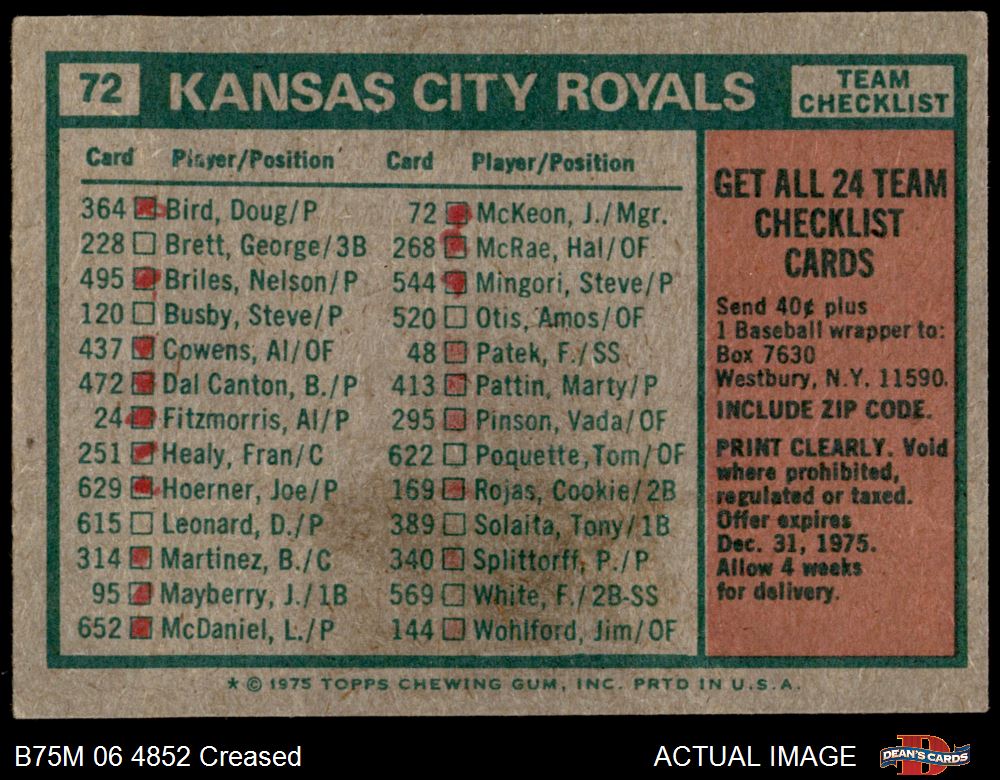 72 KANSAS CITY ROYALS TEAM CHECKLIST
Card Player/Position Card Player/Position
364 Bird, Doug/P
228 Brett, George/3B
495 Briles, Nelson/P
120 Busby, Steve/P
437 Cowens, Al/OF
472 Dal Canton, B./P
24 Fitzmorris, Al/P
251 Healy, Fran/C
629 Hoerner, Joe/P
615 Leonard, D./P
314 Martinez, B./C
95 Mayberry, J./1B
652 McDaniel, L./P
72 McKeon, J./Mgr.
268 McRae, Hal/OF
544 Mingori, Steve/P
520 Otis, Amos/OF
48 Patek, F./SS
413 Pattin, Marty/P
295 Pinson, Vada/OF
622 Poquette, Tom/OF
169 Rojas, Cookie/2B
389 Solaita, Tony/1B
340 Splittorff, P./P
569 White, F./2B-SS
144 Wohlford, Jim/OF
GET ALL 24 TEAM
CHECKLIST
CARDS
Send 40¢ plus
1 Baseball wrapper to:
Box 7630
Westbury, N.Y. 11590.
INCLUDE ZIP CODE.
PRINT CLEARLY. Void
where prohibited,
regulated or taxed.
Offer expires
Dec. 31, 1975.
Allow 4 weeks
for delivery.
★ © 1975 TOPPS CHEWING GUM, INC. PRTD IN U.S.A.
B75M 06 4852 Creased
ACTUAL IMAGE
DEAN'S CARDS